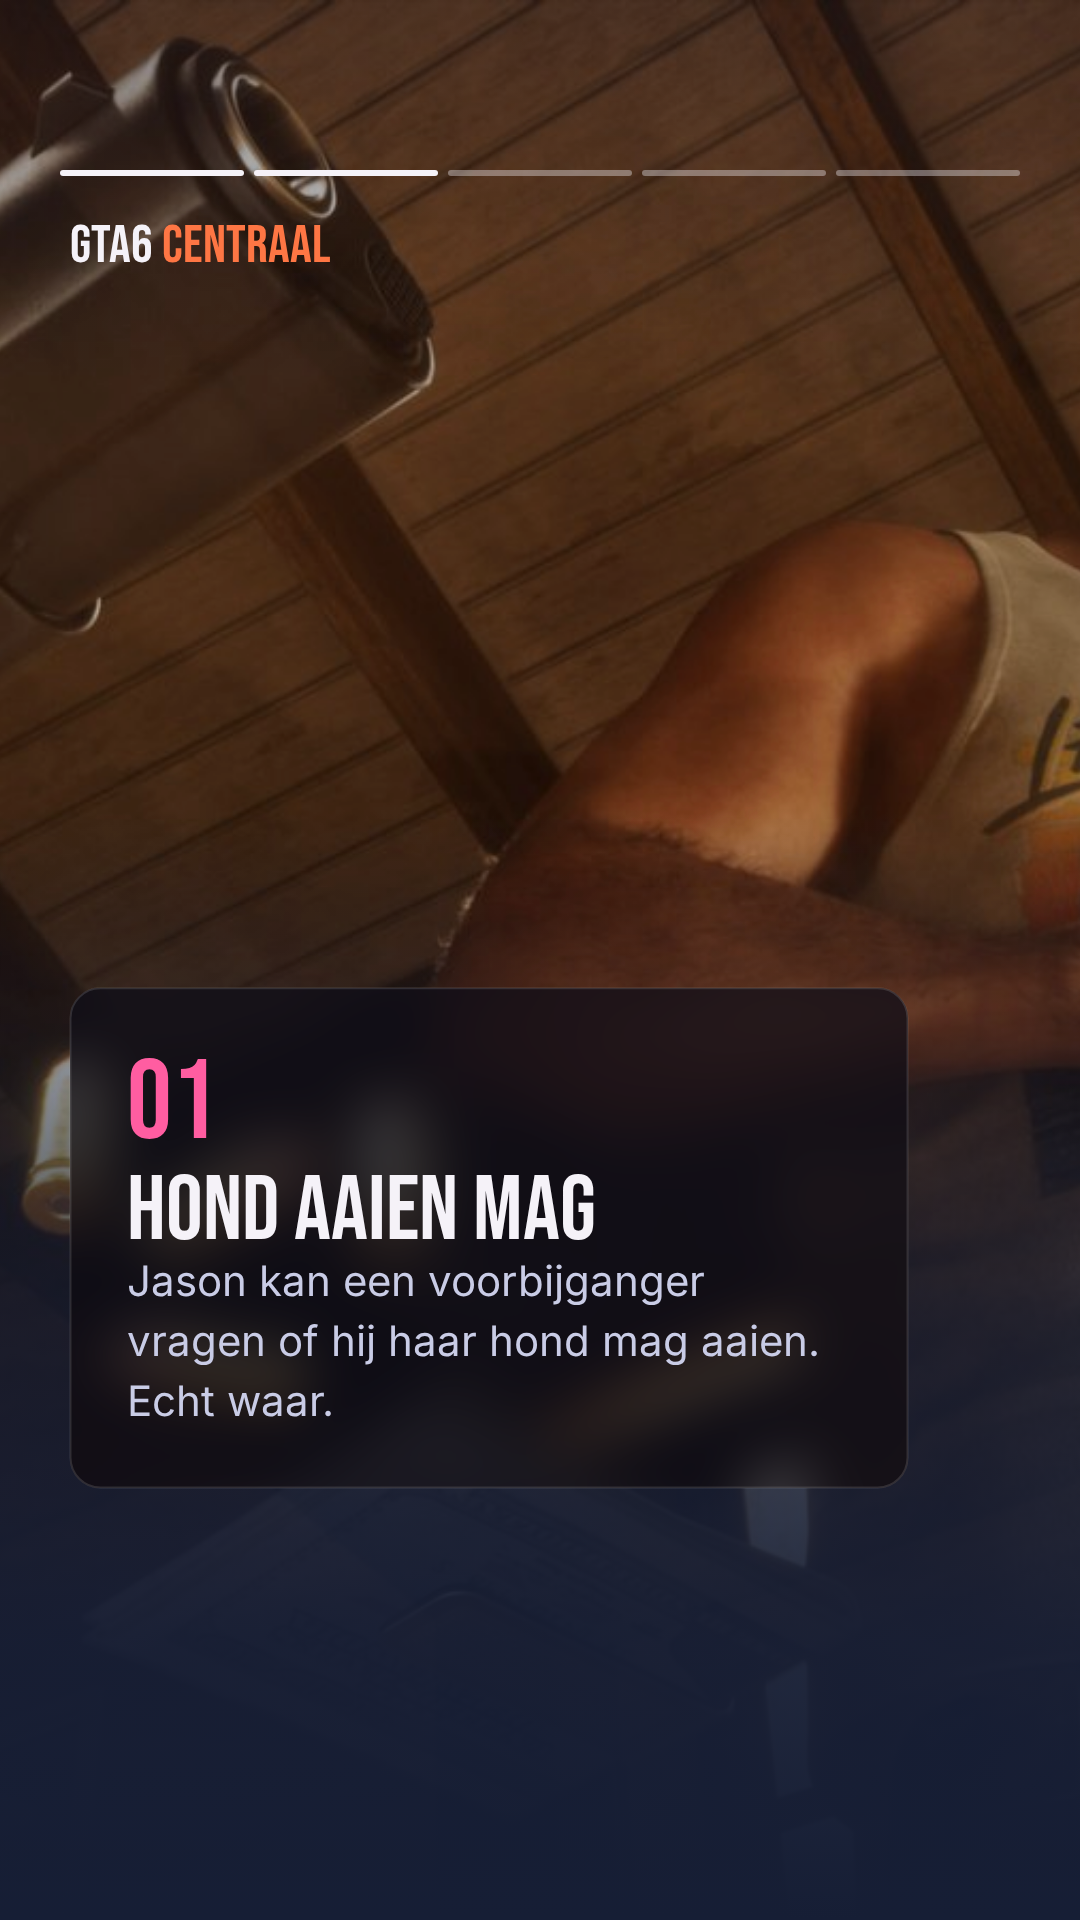 GTA6 CENTRAAL
01
HOND AAIEN MAG
Jason kan een voorbijganger
vragen of hij haar hond mag aaien.
Echt waar.